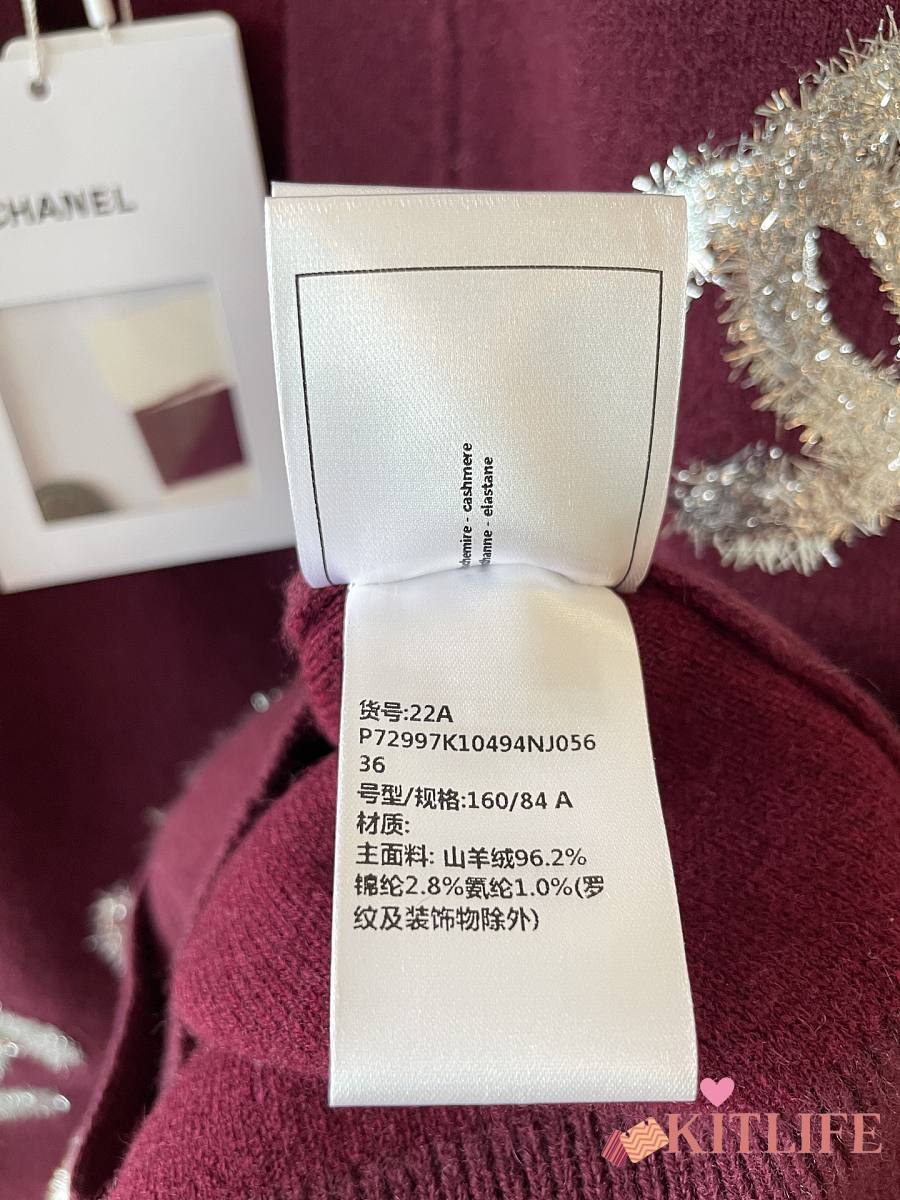 CHANEL
chemire - cashmere
channe - elastane
货号:22A
P72997K10494NJ056
36
号型/规格:160/84 A
材质:
主面料: 山羊绒96.2%
锦纶2.8%氨纶1.0%(罗
纹及装饰物除外)
KITLIFE